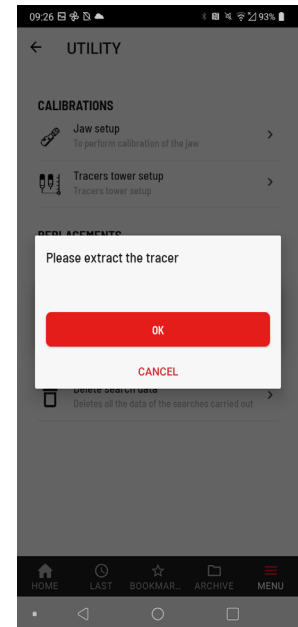 09:26 93%
UTILITY
CALIBRATIONS
Jaw setup
To perform calibration of the jaw
Tracers tower setup
Tracers tower setup
REPLACEMENTS
Please extract the tracer
OK
CANCEL
Delete search data
Deletes all the data of the searches carried out
HOME LAST BOOKMAR... ARCHIVE MENU